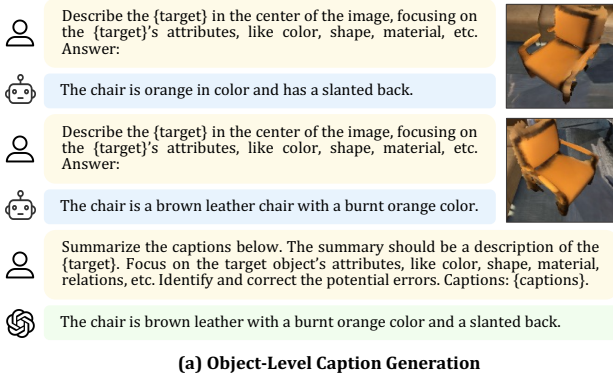 Describe the {target} in the center of the image, focusing on
the {target}'s attributes, like color, shape, material, etc.
Answer:
The chair is orange in color and has a slanted back.
Describe the {target} in the center of the image, focusing on
the {target}'s attributes, like color, shape, material, etc.
Answer:
The chair is a brown leather chair with a burnt orange color.
Summarize the captions below. The summary should be a description of the
{target}. Focus on the target object's attributes, like color, shape, material,
relations, etc. Identify and correct the potential errors. Captions: {captions}.
The chair is brown leather with a burnt orange color and a slanted back.
(a) Object-Level Caption Generation